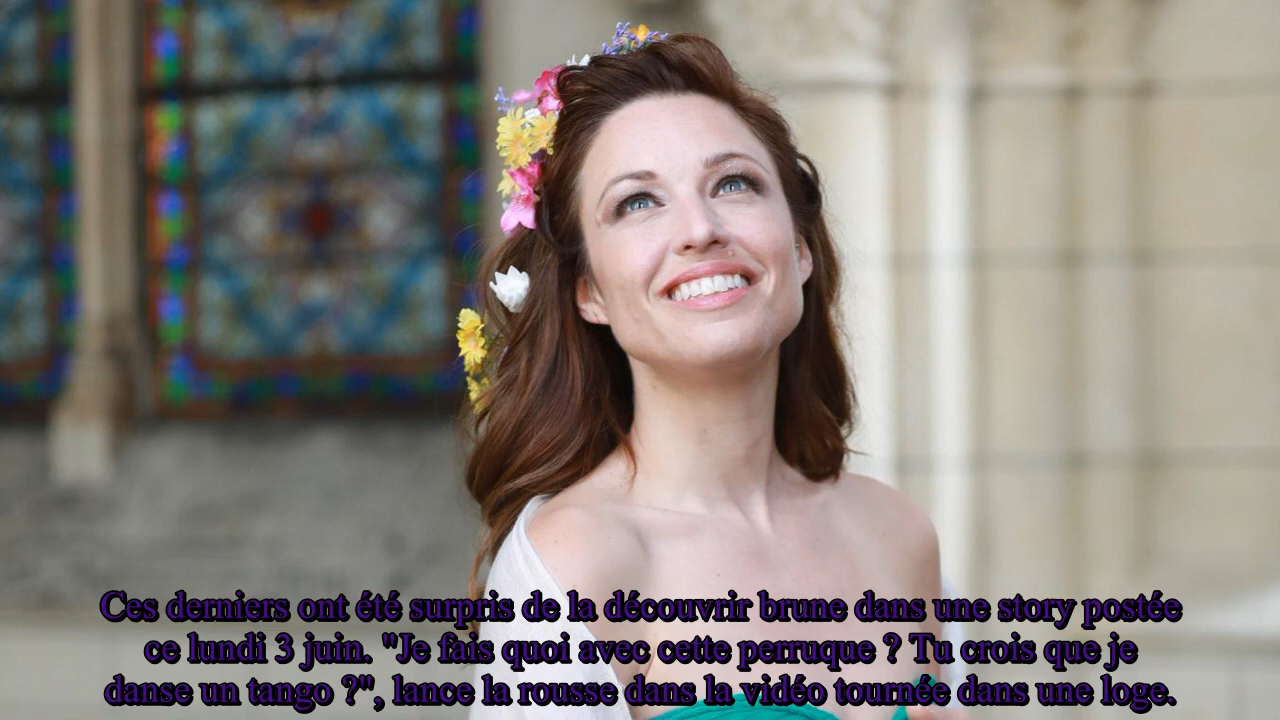 Ces derniers ont été surpris de la découvrir brune dans une story postée
ce lundi 3 juin. "Je fais quoi avec cette perruque ? Tu crois que je
danse un tango ?", lance la rousse dans la vidéo tournée dans une loge.